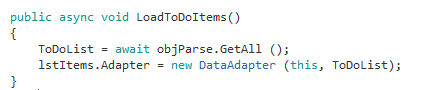 public async void LoadToDoItems()
{
ToDoList = await objParse.GetAll ();
lstItems.Adapter = new DataAdapter (this, ToDoList);
}